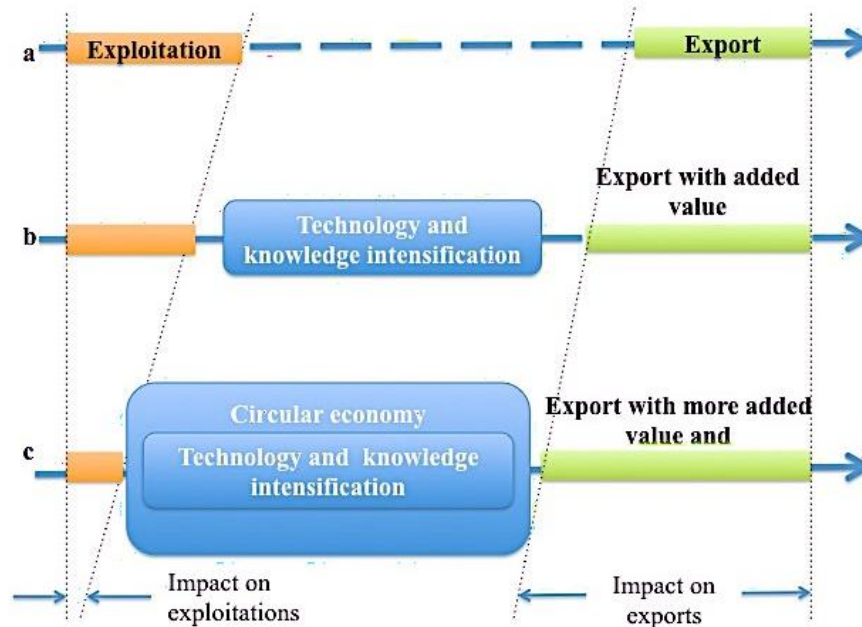 a
Exploitation
Export
Export with added
value
b
Technology and
knowledge intensification
Export with more added
value and
c
Circular economy
Technology and knowledge
intensification
Impact on
exploitations
Impact on
exports